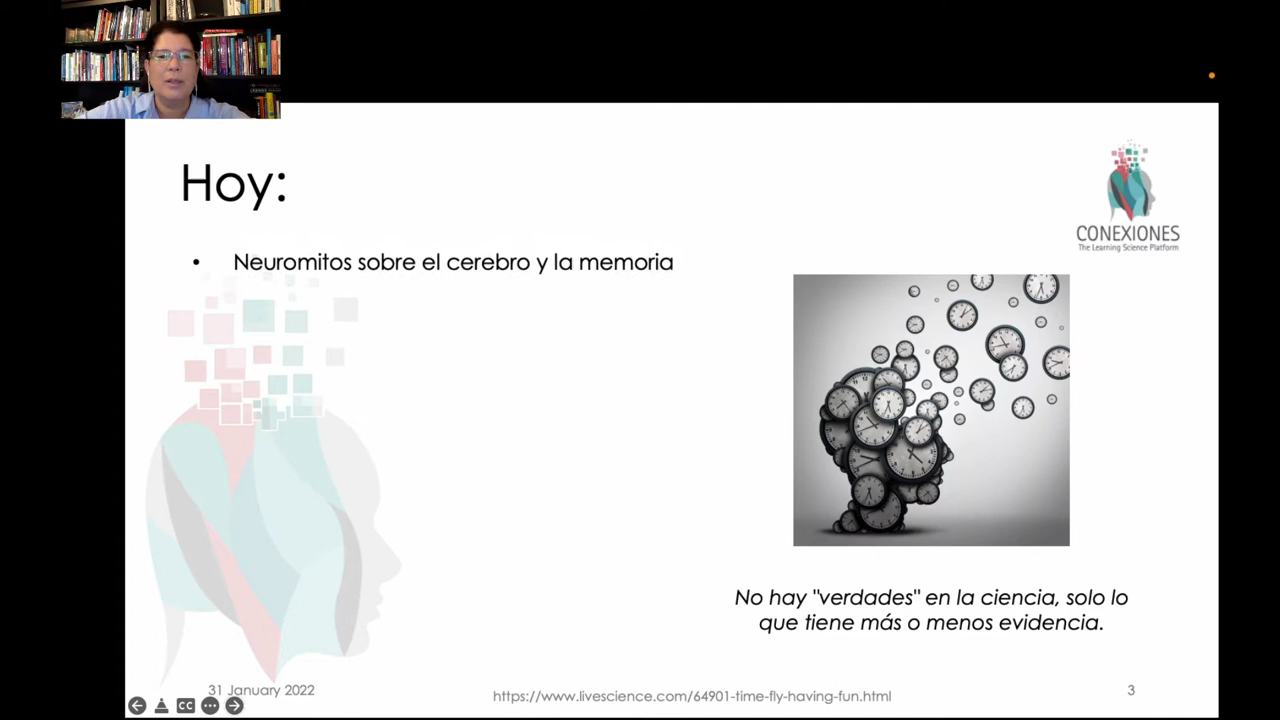 Hoy:
CONEXIONES
The Learning Science Platform
• Neuromitos sobre el cerebro y la memoria
No hay "verdades" en la ciencia, solo lo
que tiene más o menos evidencia.
31 January 2022
https://www.livescience.com/64901-time-fly-having-fun.html
3
CC